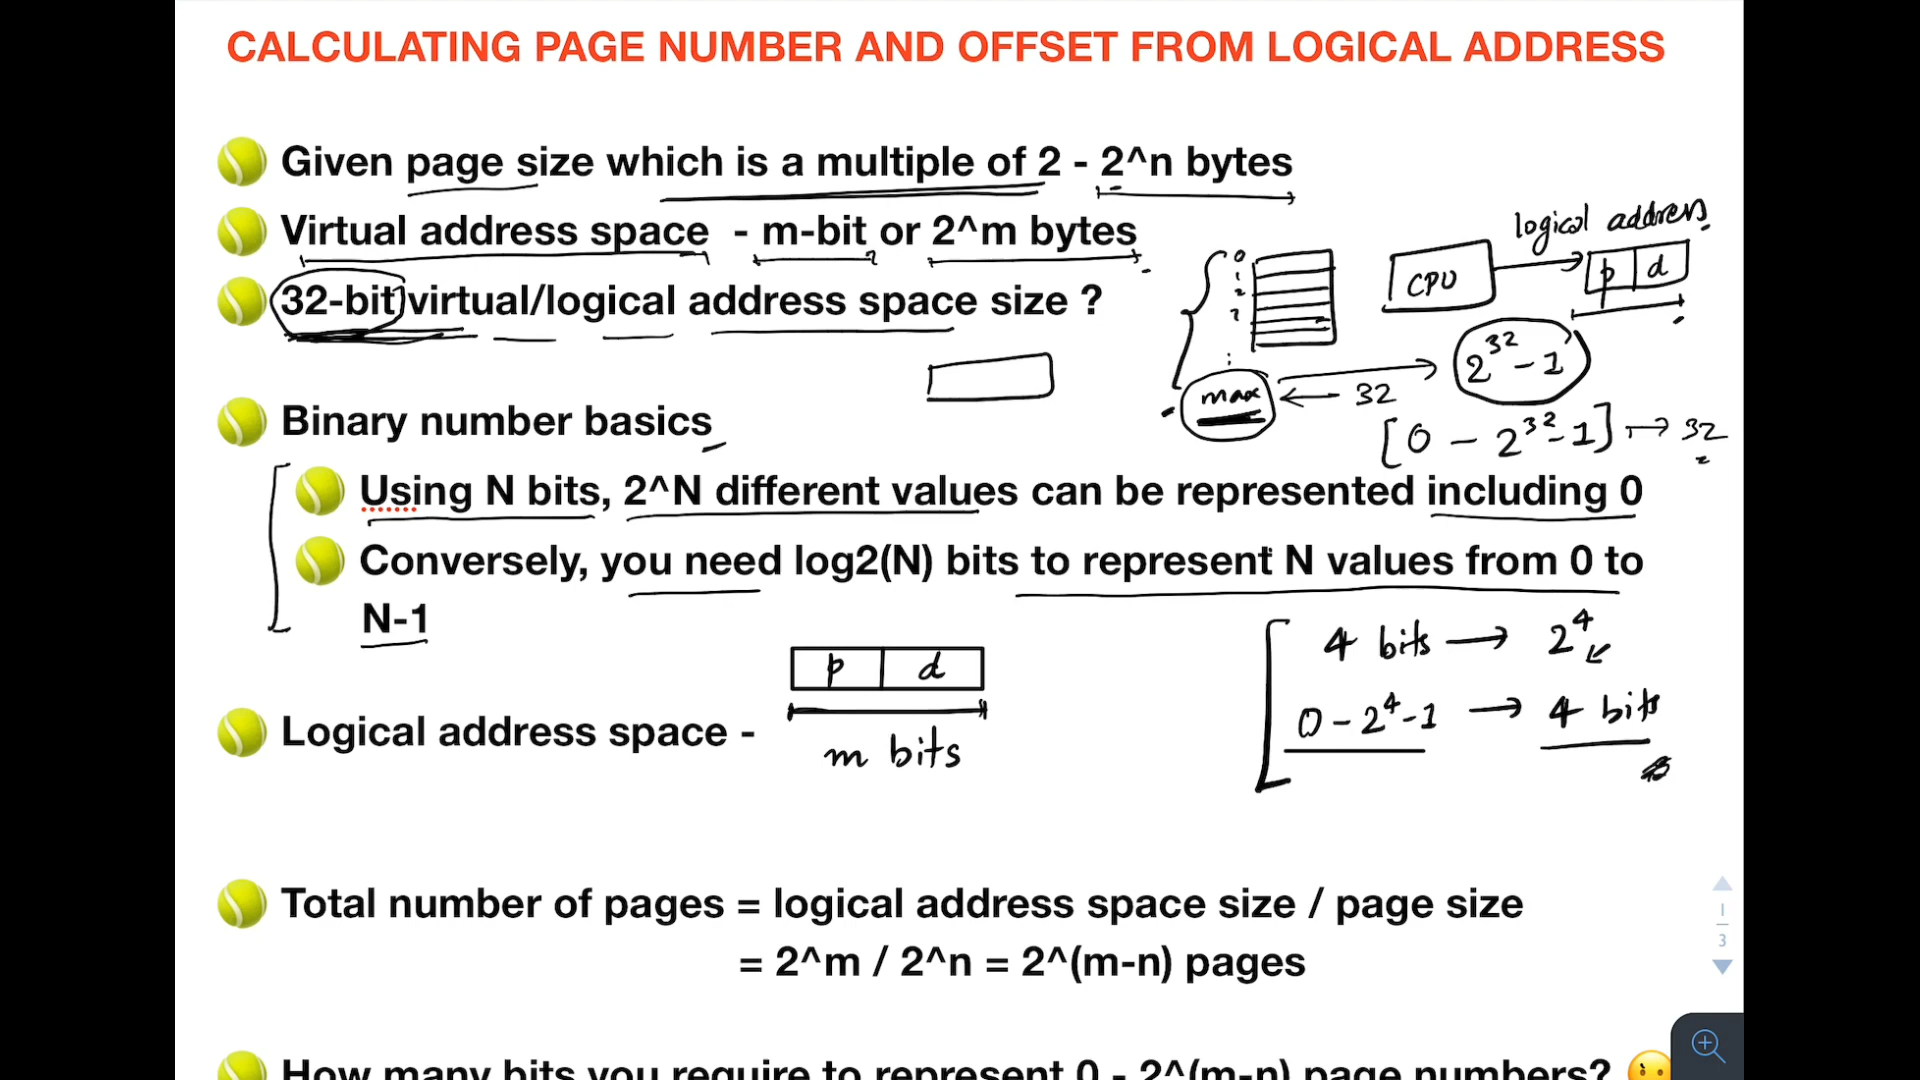 CALCULATING PAGE NUMBER AND OFFSET FROM LOGICAL ADDRESS
Given page size which is a multiple of 2 - 2^n bytes
Virtual address space - m-bit or 2^m bytes
logical address
CPU
p d
32-bit virtual/logical address space size ?
0
1
2
2^32 - 1
max
32
[0 - 2^32 - 1] → 32
Binary number basics
Using N bits, 2^N different values can be represented including 0
Conversely, you need log2(N) bits to represent N values from 0 to
N-1
4 bits → 2^4
0 - 2^4 - 1 → 4 bits
p d
Logical address space -
m bits
Total number of pages = logical address space size / page size
= 2^m / 2^n = 2^(m-n) pages
1
3
How many bits you require to represent 0 - 2^(m-n) page numbers?